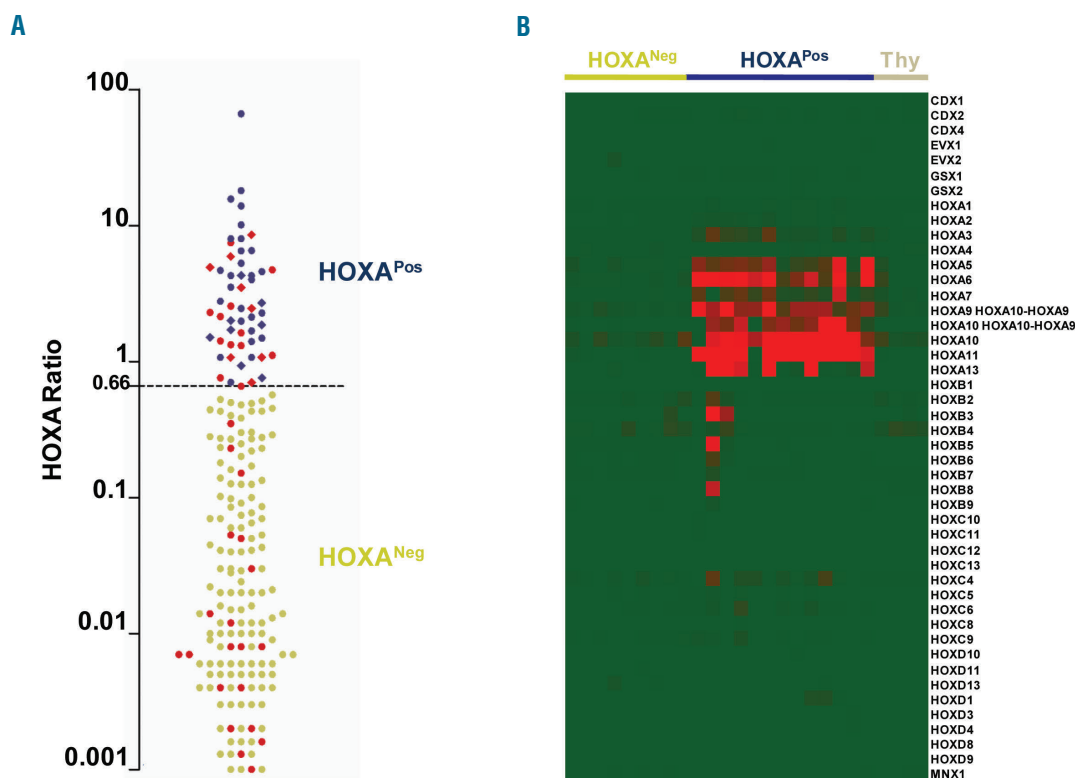 A
100
10
1
0.66
0.1
0.01
0.001
HOXA Ratio
HOXAPos
HOXANeg
B
HOXANeg HOXAPos Thy
CDX1
CDX2
CDX4
EVX1
EVX2
GSX1
GSX2
HOXA1
HOXA2
HOXA3
HOXA4
HOXA5
HOXA6
HOXA7
HOXA9 HOXA10-HOXA9
HOXA10 HOXA10-HOXA9
HOXA10
HOXA11
HOXA13
HOXB1
HOXB2
HOXB3
HOXB4
HOXB5
HOXB6
HOXB7
HOXB8
HOXB9
HOXC10
HOXC11
HOXC12
HOXC13
HOXC4
HOXC5
HOXC6
HOXC8
HOXC9
HOXD10
HOXD11
HOXD13
HOXD1
HOXD3
HOXD4
HOXD8
HOXD9
MNX1